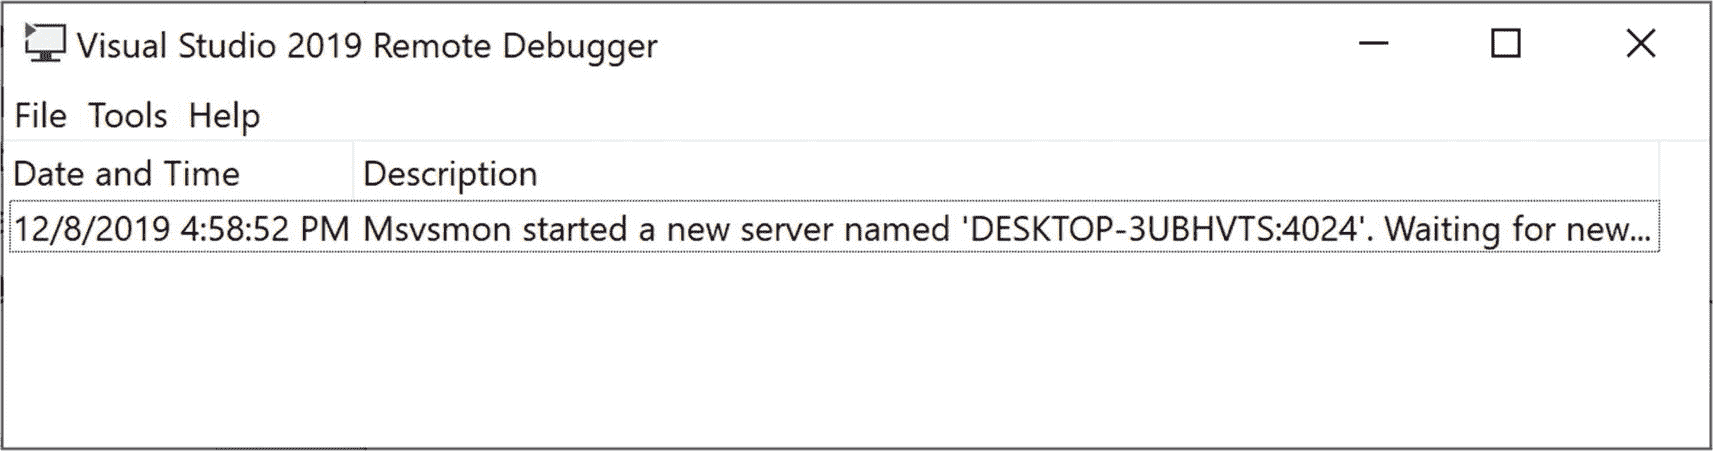 Visual Studio 2019 Remote Debugger
File Tools Help
Date and Time Description
12/8/2019 4:58:52 PM Msvsmon started a new server named 'DESKTOP-3UBHVTS:4024'. Waiting for new...